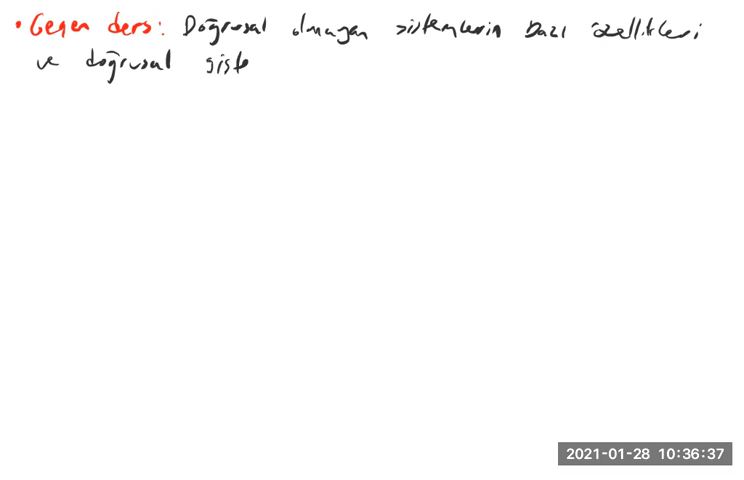 • Geçen ders: Doğrusal olmayan sistemlerin bazı özellikleri
ve doğrusal siste
2021-01-28 10:36:37